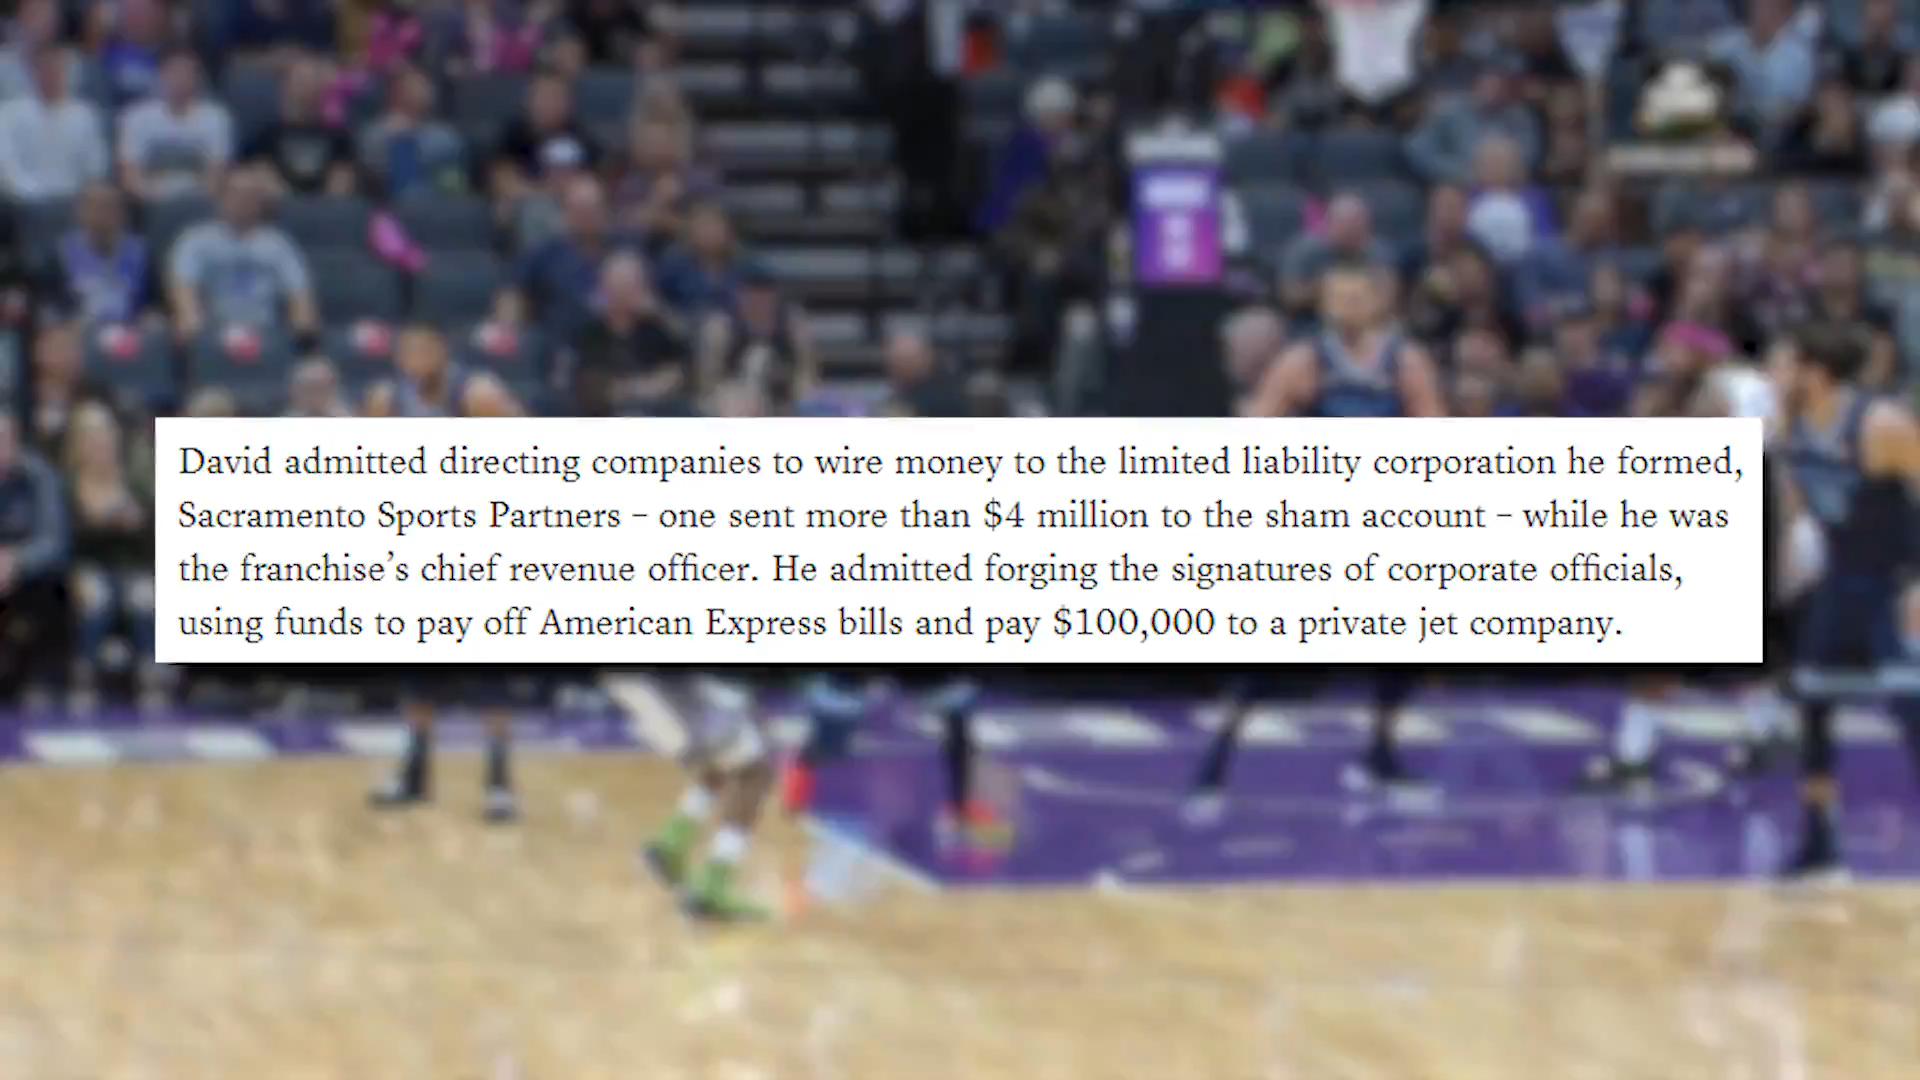 David admitted directing companies to wire money to the limited liability corporation he formed,
Sacramento Sports Partners – one sent more than $4 million to the sham account – while he was
the franchise’s chief revenue officer. He admitted forging the signatures of corporate officials,
using funds to pay off American Express bills and pay $100,000 to a private jet company.